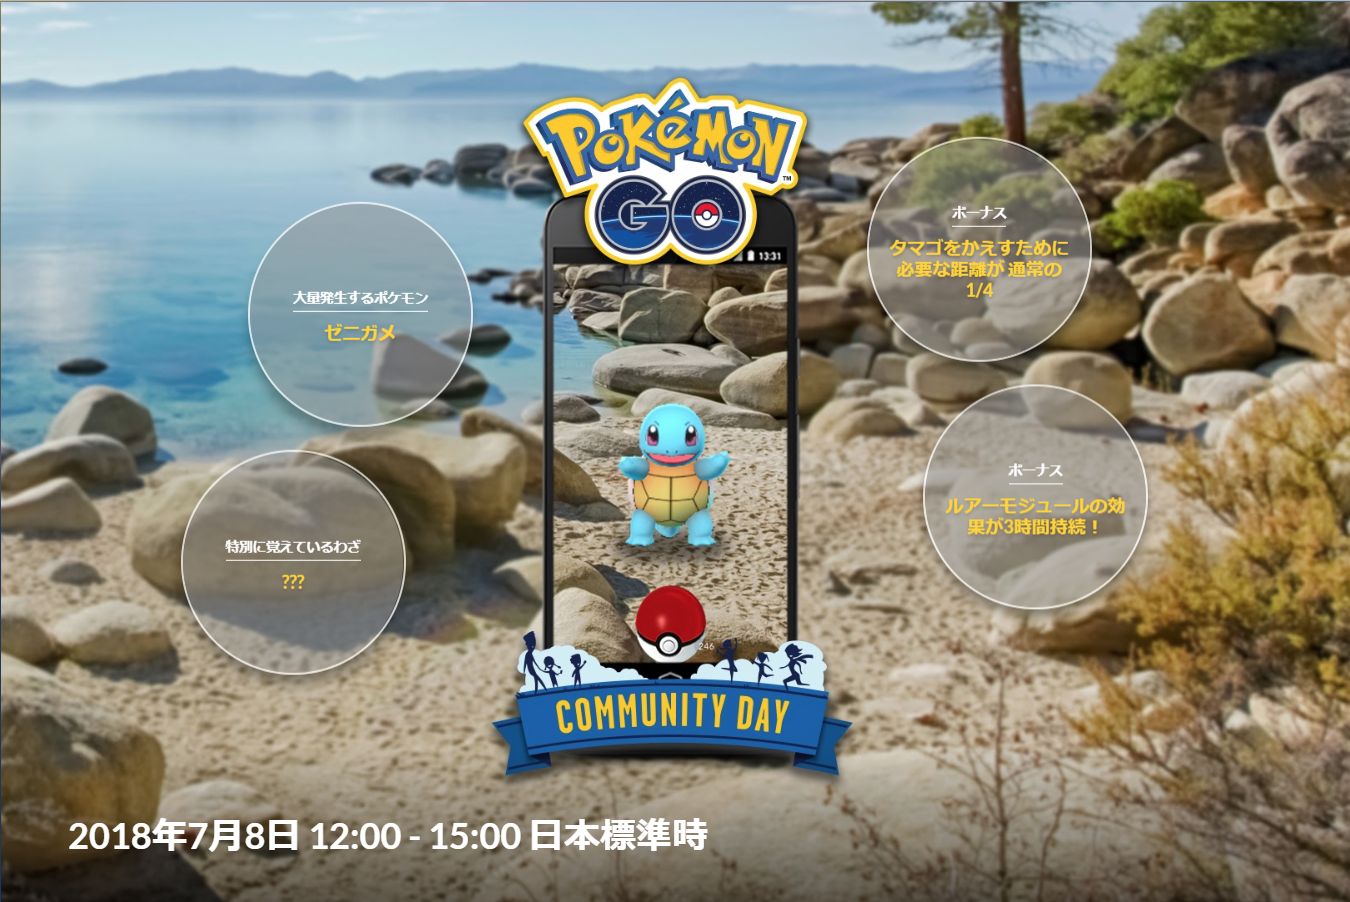 POKéMON
GO
TM
13:31
大量発生するポケモン
ゼニガメ
特別に覚えているわざ
???
ボーナス
タマゴをかえすために
必要な距離が 通常の
1/4
ボーナス
ルアーモジュールの効
果が3時間持続！
246
COMMUNITY DAY
2018年7月8日 12:00 - 15:00 日本標準時